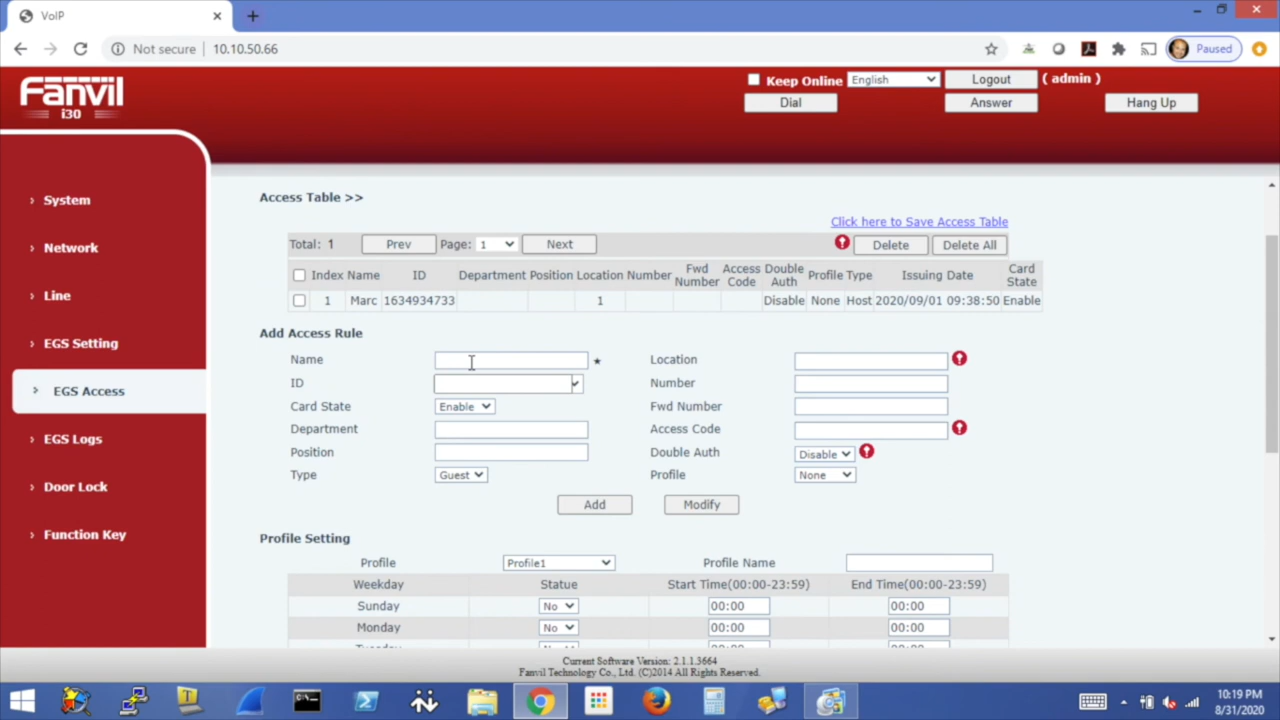 VoIP
Not secure 10.10.50.66 Paused
Fanvil
i30
Keep Online English Logout ( admin )
Dial Answer Hang Up
System
Network
Line
EGS Setting
EGS Access
EGS Logs
Door Lock
Function Key
Access Table >>
Click here to Save Access Table
Total: 1 Prev Page: 1 Next Delete Delete All
Index Name ID Department Position Location Number Fwd Number Access Code Double Auth Profile Type Issuing Date Card State
1 Marc 1634934733 1 Disable None Host 2020/09/01 09:38:50 Enable
Add Access Rule
Name * Location
ID Number
Card State Enable Fwd Number
Department Access Code
Position Double Auth Disable
Type Guest Profile None
Add Modify
Profile Setting
Profile Profile1 Profile Name
Weekday Statue Start Time(00:00-23:59) End Time(00:00-23:59)
Sunday No 00:00 00:00
Monday No 00:00 00:00
Current Software Version: 2.1.1.3664
Fanvil Technology Co., Ltd. (C)2014 All Rights Reserved.
10:19 PM
8/31/2020